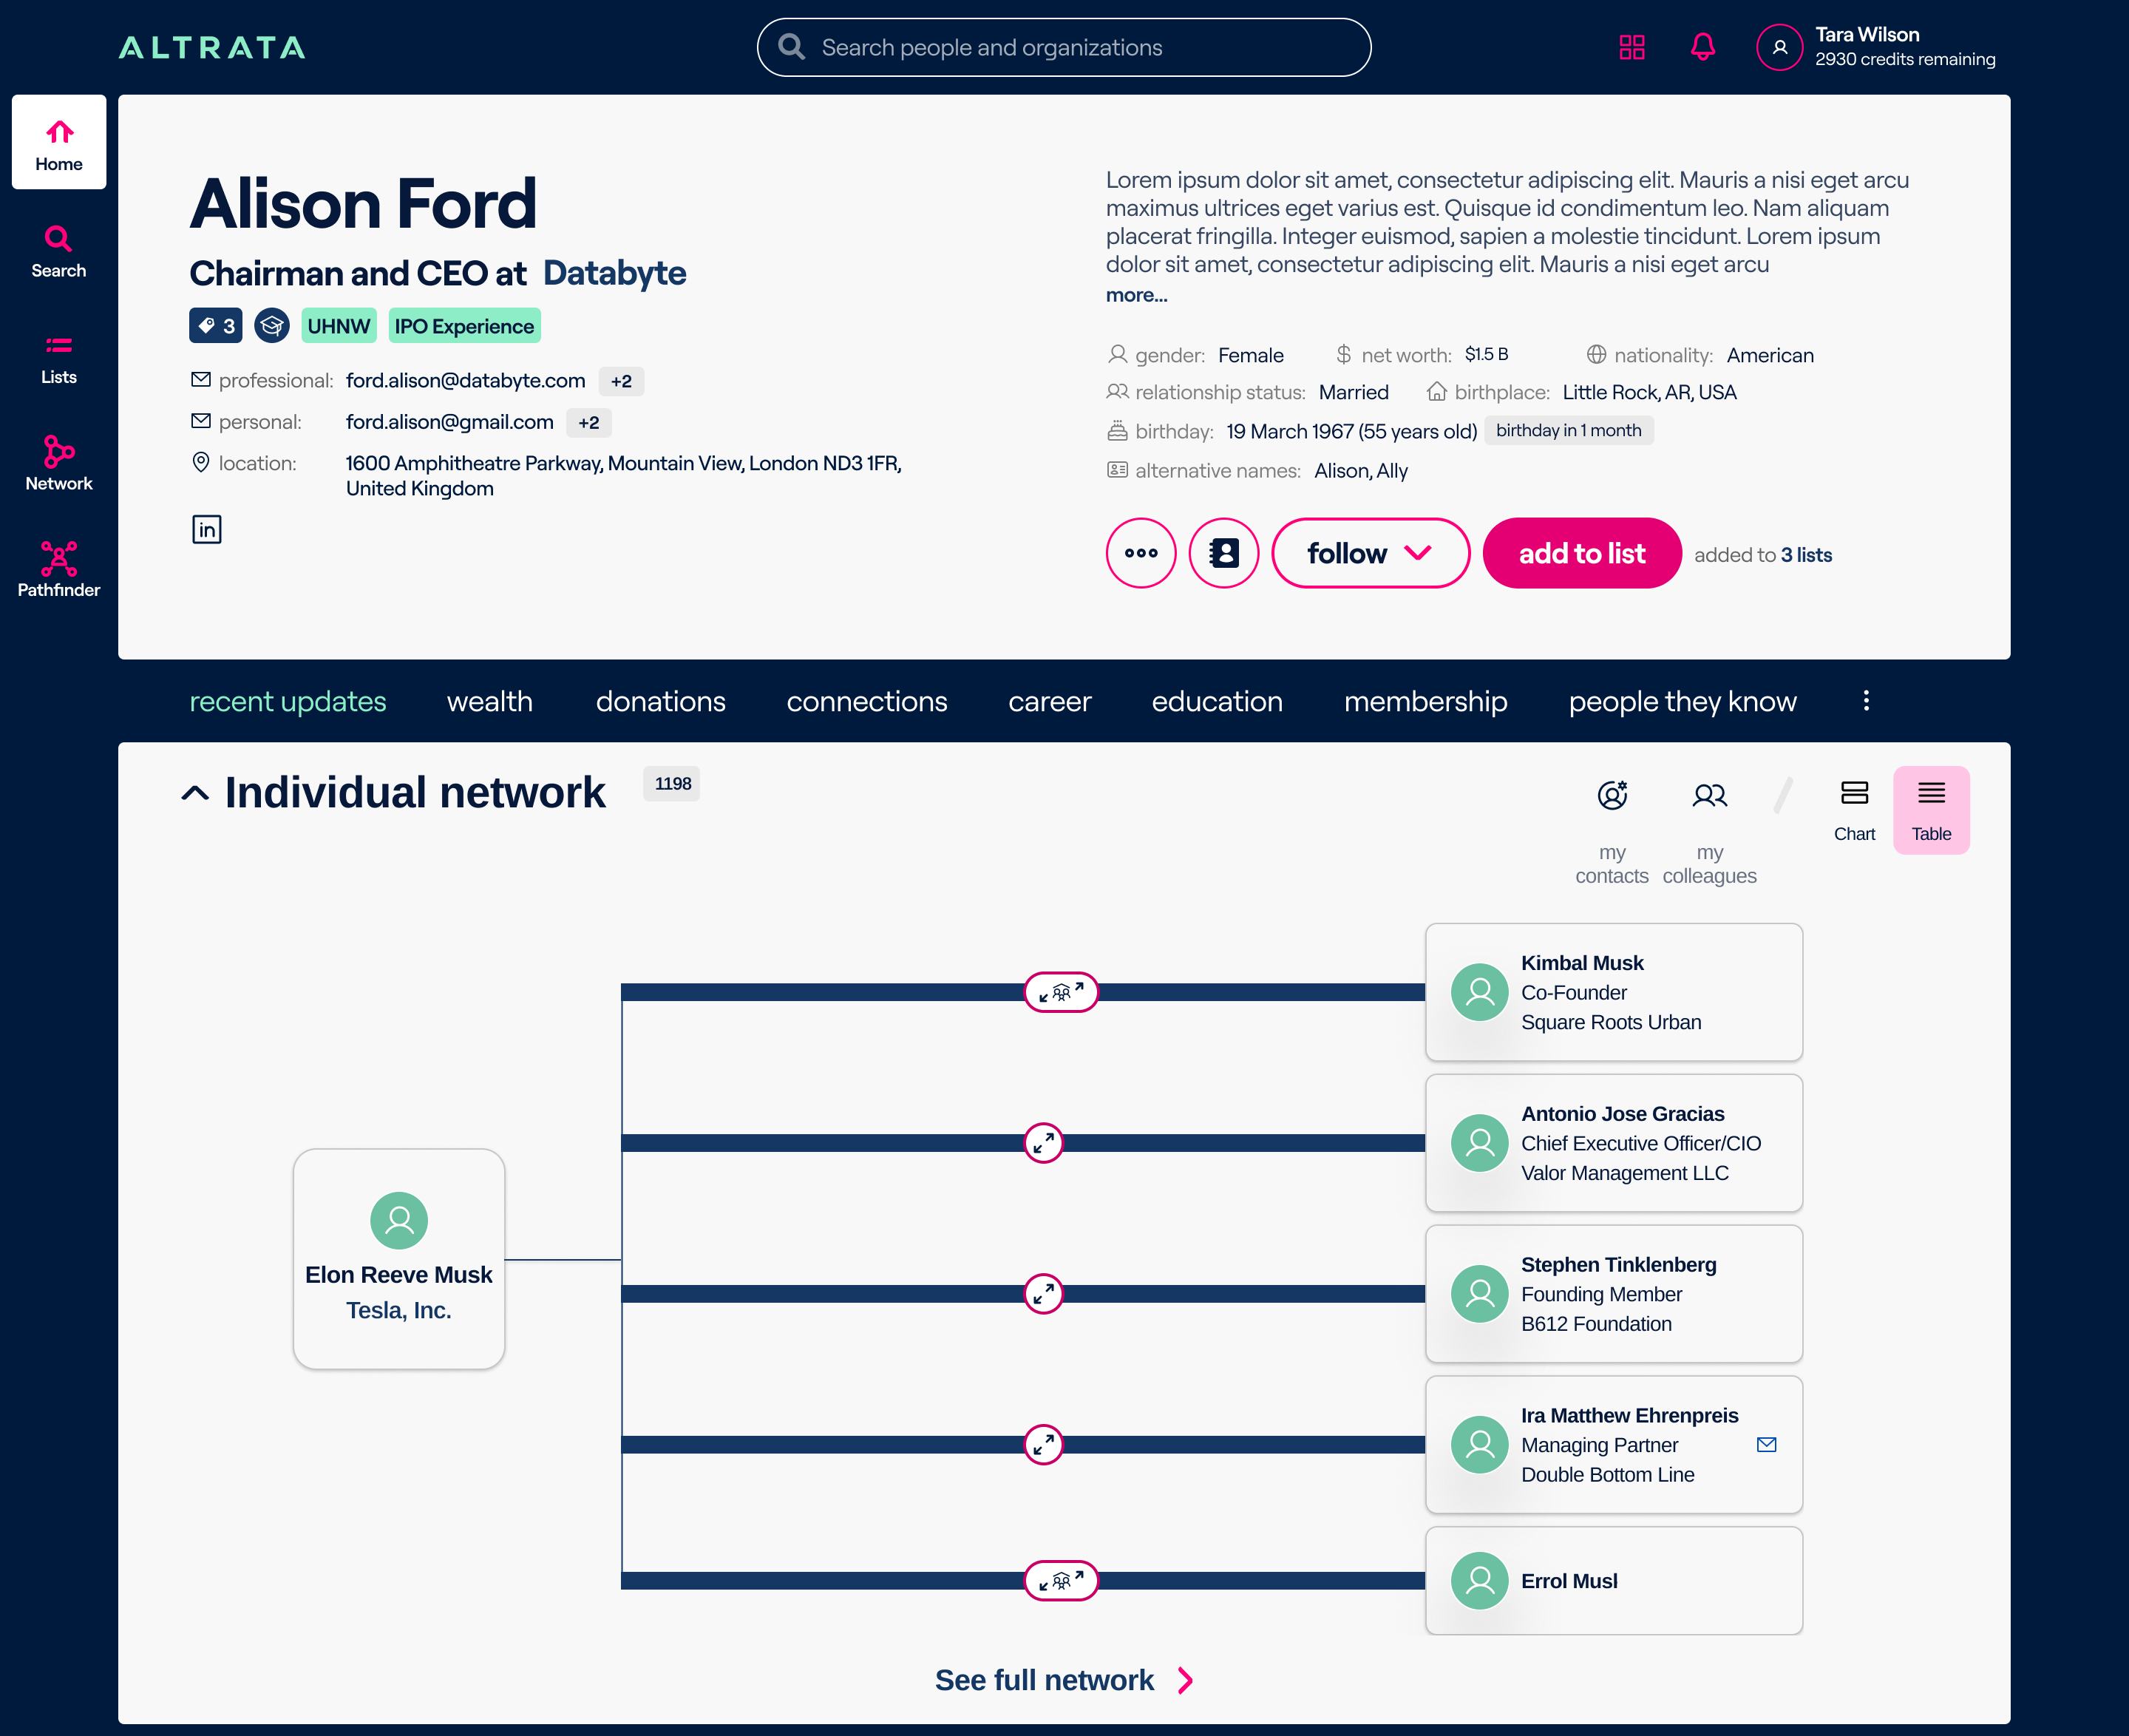 ALTRATA
Search people and organizations
Tara Wilson
2930 credits remaining
Home
Search
Lists
Network
Pathfinder
Alison Ford
Chairman and CEO at Databyte
3 UHNW IPO Experience
professional: ford.alison@databyte.com +2
personal: ford.alison@gmail.com +2
location: 1600 Amphitheatre Parkway, Mountain View, London ND3 1FR,
United Kingdom
in
Lorem ipsum dolor sit amet, consectetur adipiscing elit. Mauris a nisi eget arcu
maximus ultrices eget varius est. Quisque id condimentum leo. Nam aliquam
placerat fringilla. Integer euismod, sapien a molestie tincidunt. Lorem ipsum
dolor sit amet, consectetur adipiscing elit. Mauris a nisi eget arcu
more...
gender: Female $ net worth: $1.5 B nationality: American
relationship status: Married birthplace: Little Rock, AR, USA
birthday: 19 March 1967 (55 years old) birthday in 1 month
alternative names: Alison, Ally
follow add to list added to 3 lists
recent updates wealth donations connections career education membership people they know
Individual network 1198
my
contacts
my
colleagues
Chart
Table
Elon Reeve Musk
Tesla, Inc.
Kimbal Musk
Co-Founder
Square Roots Urban
Antonio Jose Gracias
Chief Executive Officer/CIO
Valor Management LLC
Stephen Tinklenberg
Founding Member
B612 Foundation
Ira Matthew Ehrenpreis
Managing Partner
Double Bottom Line
Errol Musl
See full network